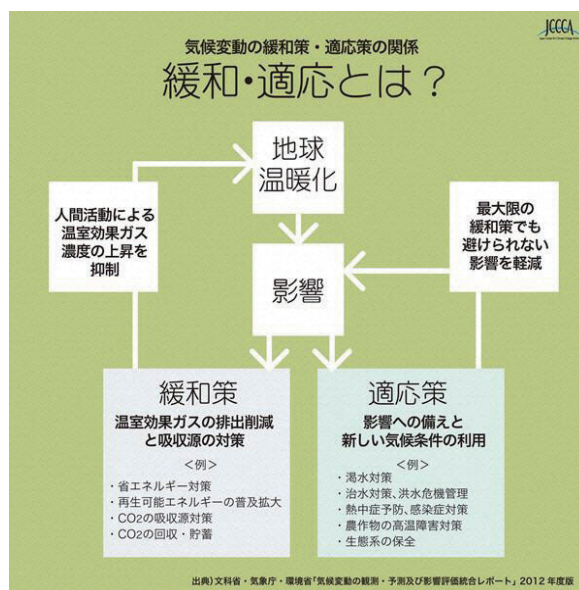 JCCCA
気候変動の緩和策・適応策の関係
緩和・適応とは？
地球
温暖化
人間活動による
温室効果ガス
濃度の上昇を
抑制
最大限の
緩和策でも
避けられない
影響を軽減
影響
緩和策
温室効果ガスの排出削減
と吸収源の対策
＜例＞
・省エネルギー対策
・再生可能エネルギーの普及拡大
・CO2の吸収源対策
・CO2の回収・貯蓄
適応策
影響への備えと
新しい気候条件の利用
＜例＞
・渇水対策
・治水対策、洪水危機管理
・熱中症予防、感染症対策
・農作物の高温障害対策
・生態系の保全
出典）文科省・気象庁・環境省「気候変動の観測・予測及び影響評価統合レポート」2012年度版